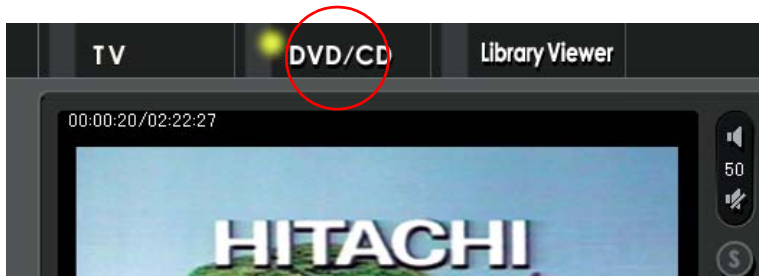 TV DVD/CD Library Viewer
00:00:20/02:22:27
50
HITACHI
S